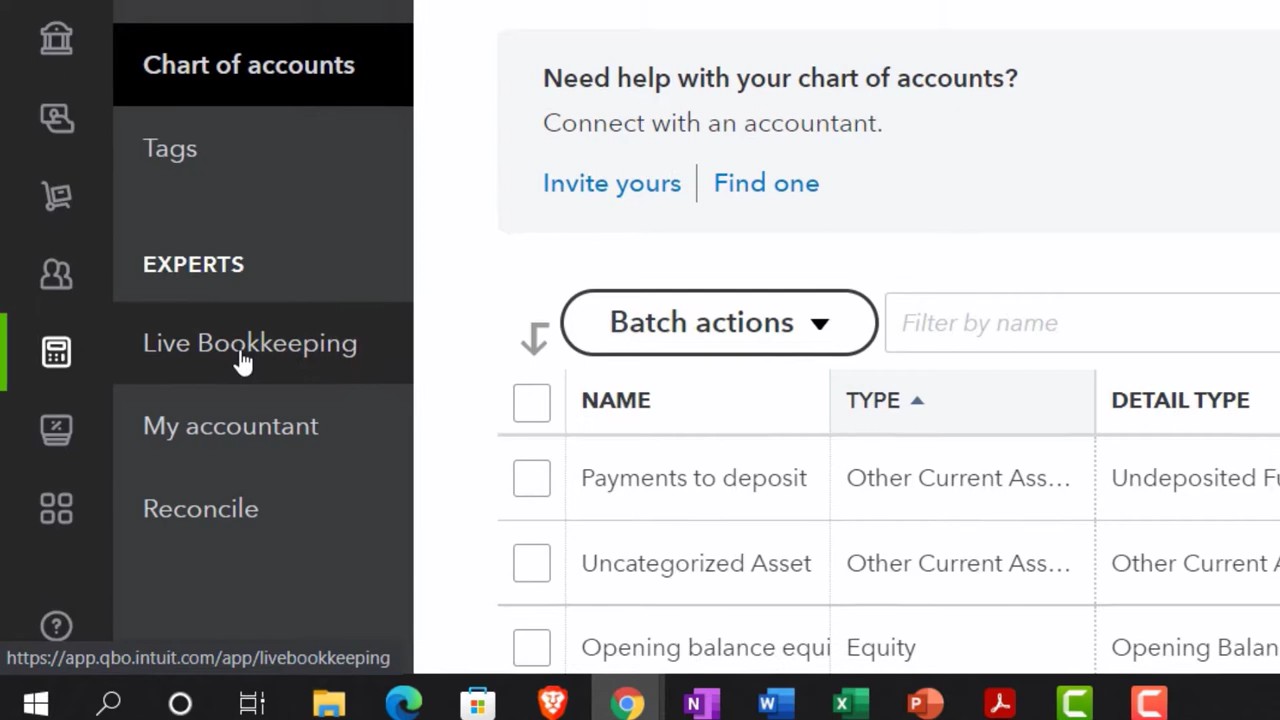 Chart of accounts
Tags
EXPERTS
Live Bookkeeping
My accountant
Reconcile
https://app.qbo.intuit.com/app/livebookkeeping
Need help with your chart of accounts?
Connect with an accountant.
Invite yours | Find one
Batch actions Filter by name
NAME TYPE DETAIL TYPE
Payments to deposit Other Current Ass... Undeposited Fu
Uncategorized Asset Other Current Ass... Other Current A
Opening balance equi Equity Opening Balan
N W X P C C